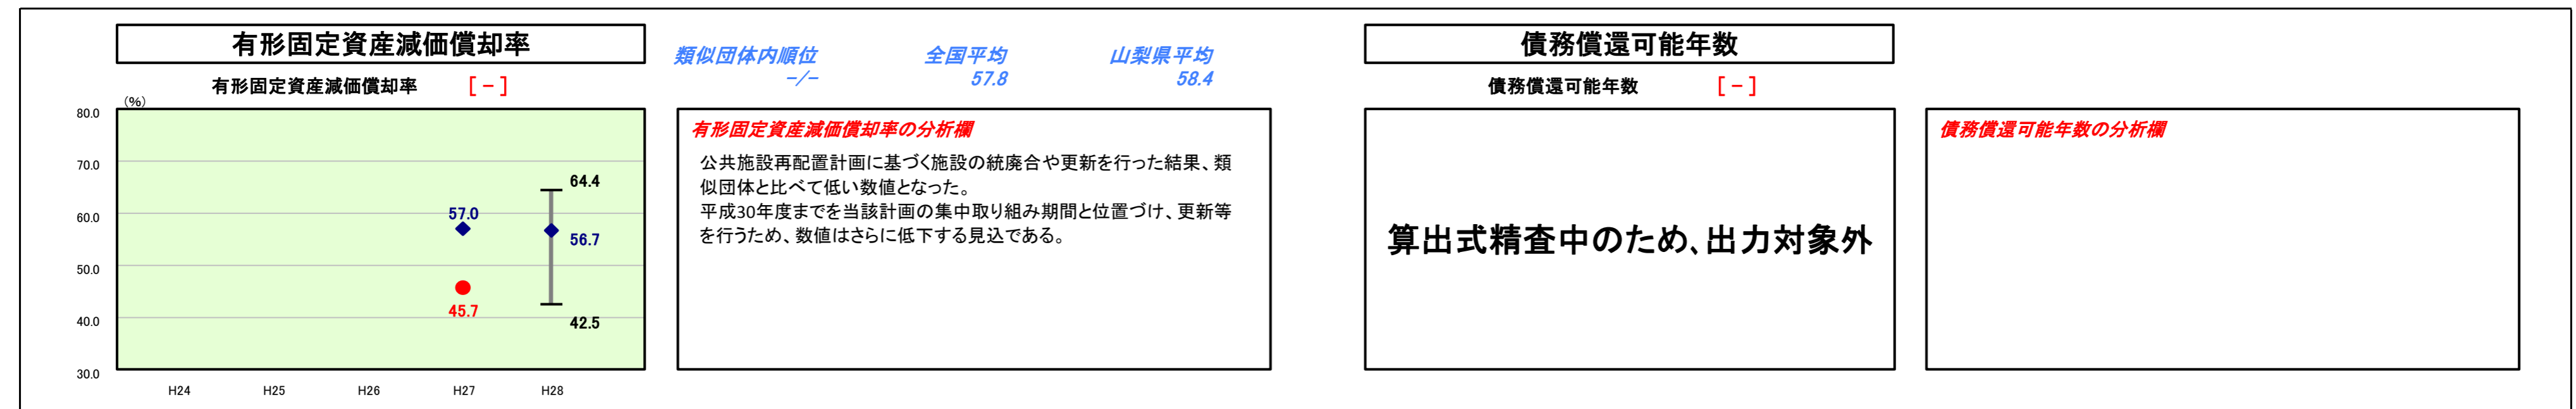 有形固定資産減価償却率
有形固定資産減価償却率 [-]
類似団体内順位 全国平均 山梨県平均
-/- 57.8 58.4
(%)
80.0
70.0
60.0
50.0
40.0
30.0
57.0
45.7
64.4
56.7
42.5
H24 H25 H26 H27 H28
有形固定資産減価償却率の分析欄
公共施設再配置計画に基づく施設の統廃合や更新を行った結果、類
似団体と比べて低い数値となった。
平成30年度までを当該計画の集中取り組み期間と位置づけ、更新等
を行うため、数値はさらに低下する見込である。
債務償還可能年数
債務償還可能年数 [-]
算出式精査中のため、出力対象外
債務償還可能年数の分析欄